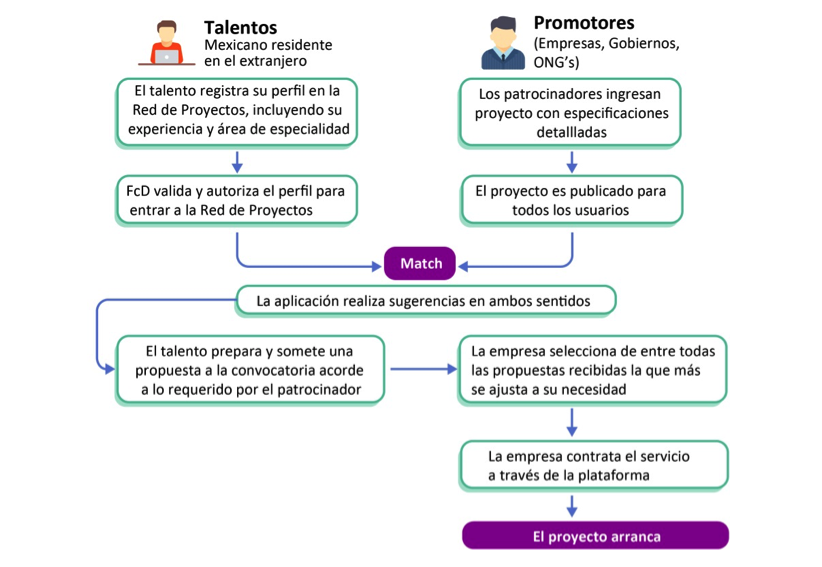 Talentos
Mexicano residente
en el extranjero
Promotores
(Empresas, Gobiernos,
ONG's)
El talento registra su perfil en la
Red de Proyectos, incluyendo su
experiencia y área de especialidad
Los patrocinadores ingresan
proyecto con especificaciones
detallladas
FcD valida y autoriza el perfil para
entrar a la Red de Proyectos
El proyecto es publicado para
todos los usuarios
Match
La aplicación realiza sugerencias en ambos sentidos
El talento prepara y somete una
propuesta a la convocatoria acorde
a lo requerido por el patrocinador
La empresa selecciona de entre todas
las propuestas recibidas la que más
se ajusta a su necesidad
La empresa contrata el servicio
a través de la plataforma
El proyecto arranca